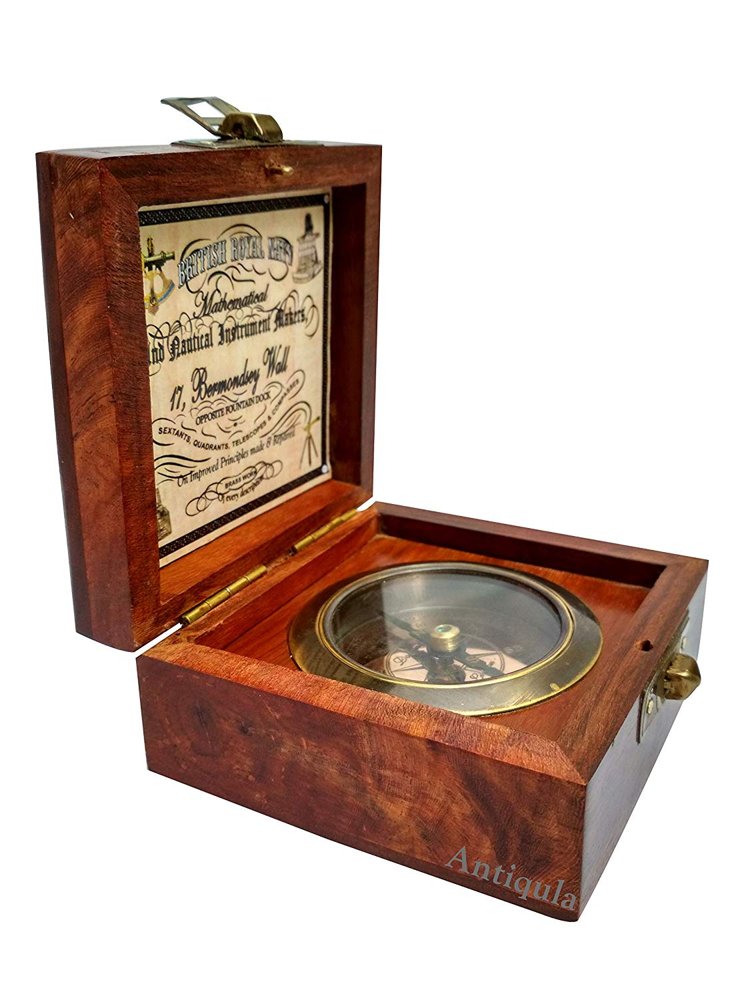 BRITISH ROYAL NAVY
Mathematical
And Nautical Instrument Makers,
17, Bermondsey Wall
OPPOSITE FOUNTAIN DOCK
SEXTANTS, QUADRANTS, TELESCOPES & COMPASSES
On Improved Principles made & Repaired
BRASS WORK
Of every description
Antiqula